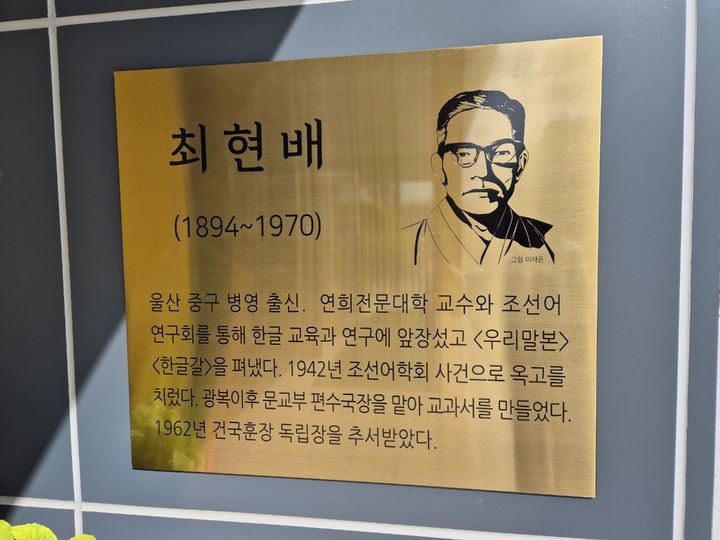 최현배
(1894~1970)
그림 이재은
울산 중구 병영 출신. 연희전문대학 교수와 조선어
연구회를 통해 한글 교육과 연구에 앞장섰고 <우리말본>
<한글갈>을 펴냈다. 1942년 조선어학회 사건으로 옥고를
치렀다. 광복이후 문교부 편수국장을 맡아 교과서를 만들었다.
1962년 건국훈장 독립장을 추서받았다.